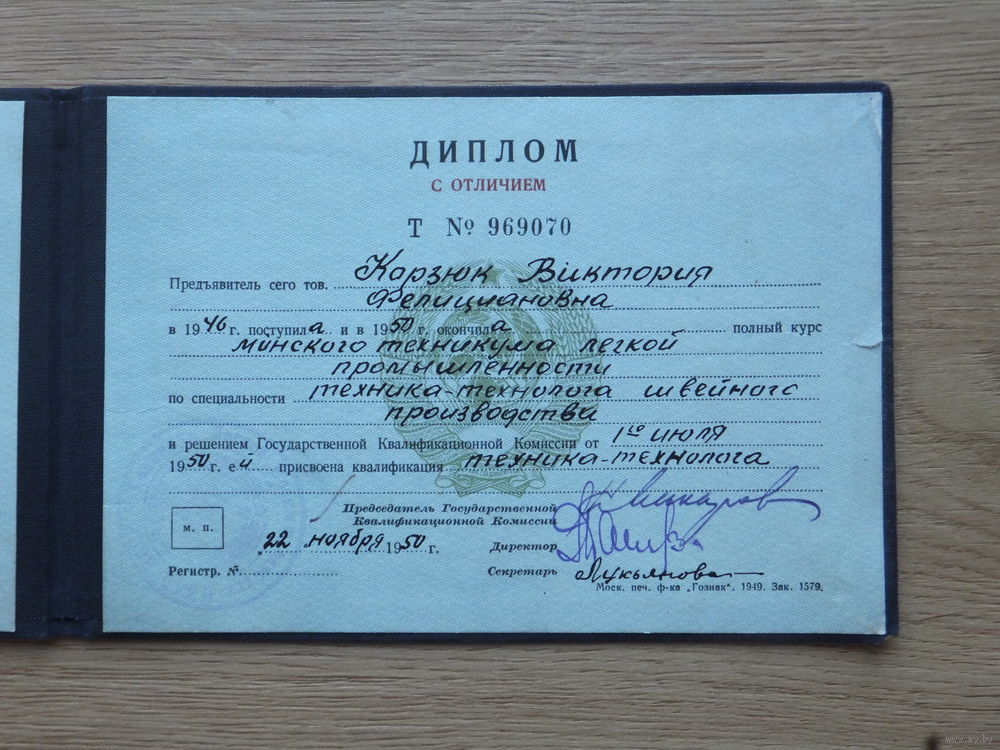 ДИПЛОМ
С ОТЛИЧИЕМ
Т № 969070
Предъявитель сего тов. Корзюк Виктория
Фелициановна
в 1946 г. поступила и в 1950 г. окончила полный курс
минского техникума легкой
промышленности
по специальности техника-технолога швейного
производства
и решением Государственной Квалификационной Комиссии от 1го июля
1950 г. ей присвоена квалификация техника-технолога
Председатель Государственной
Квалификационной Комиссии
м. п.
„22 ноября 1950 г.
Директор
Регистр. №
Секретарь Лукьянова
Моск. печ. ф-ка „Гознак". 1949. Зак. 1579.
www.ay.by